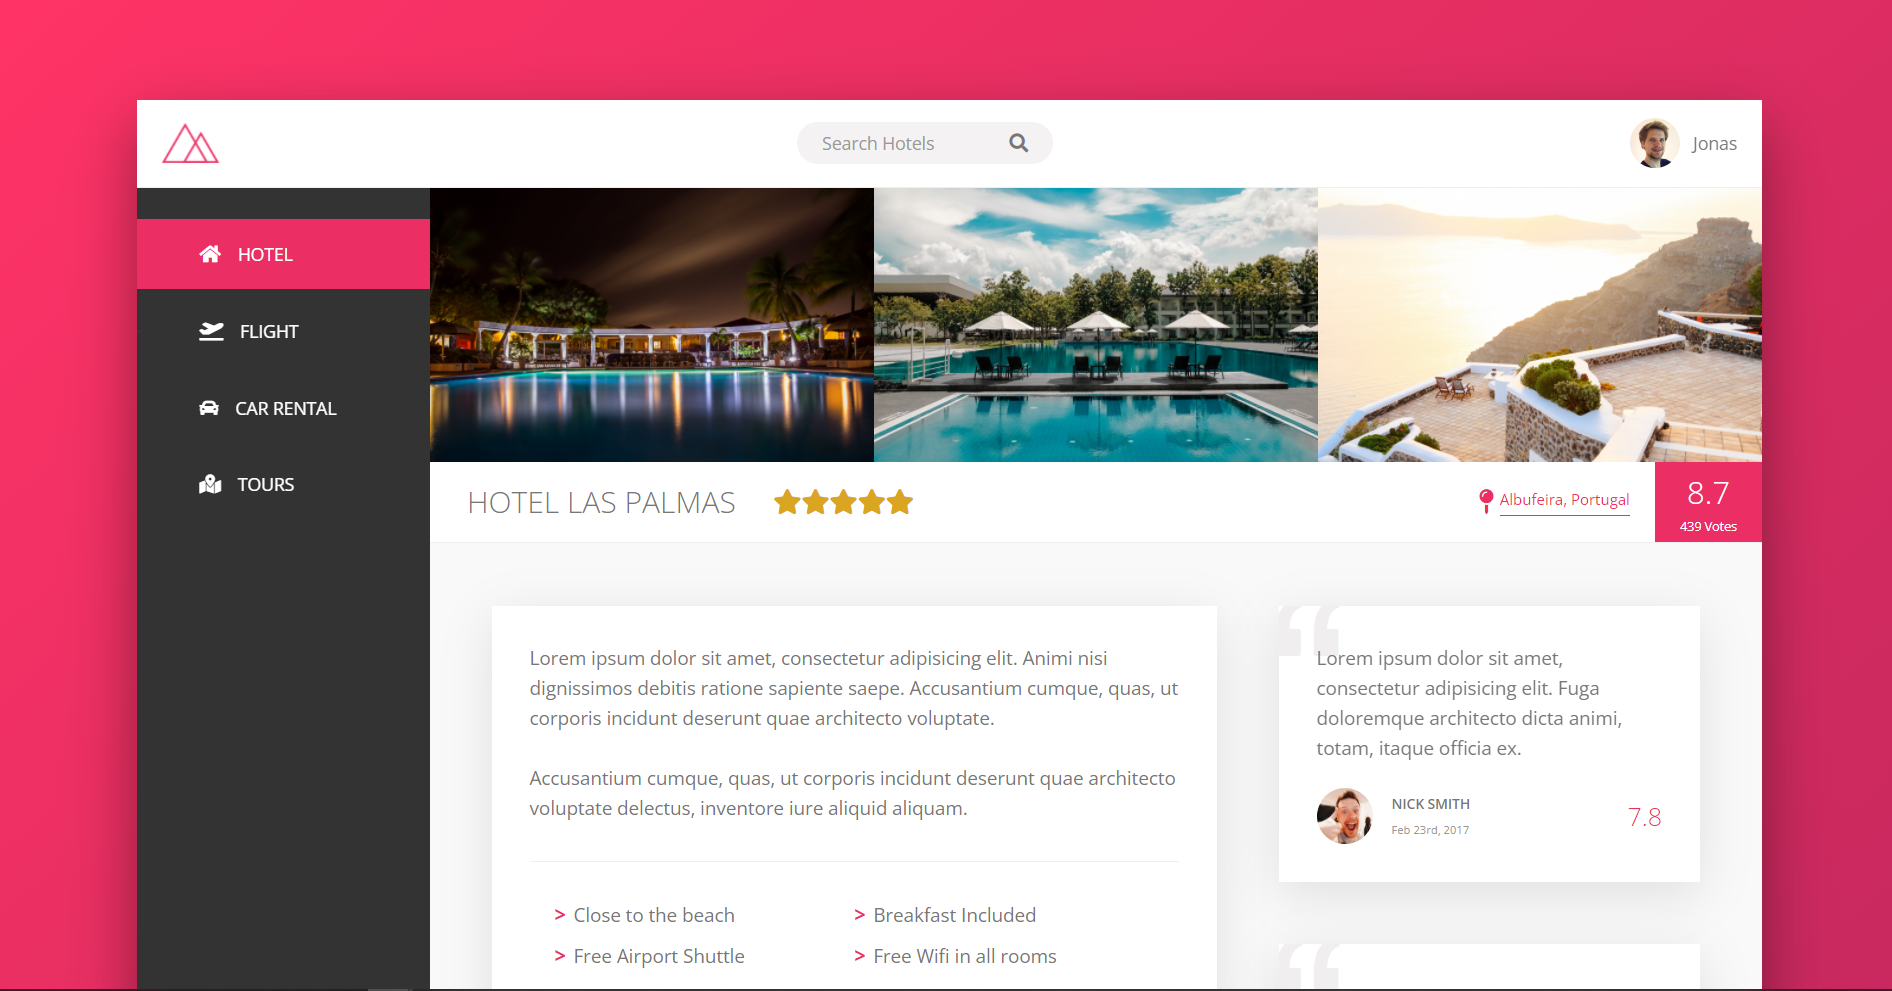 Search Hotels
Jonas
HOTEL
FLIGHT
CAR RENTAL
TOURS
HOTEL LAS PALMAS
Albufeira, Portugal
8.7
439 Votes
Lorem ipsum dolor sit amet, consectetur adipisicing elit. Animi nisi
dignissimos debitis ratione sapiente saepe. Accusantium cumque, quas, ut
corporis incidunt deserunt quae architecto voluptate.
Accusantium cumque, quas, ut corporis incidunt deserunt quae architecto
voluptate delectus, inventore iure aliquid aliquam.
> Close to the beach
> Breakfast Included
> Free Airport Shuttle
> Free Wifi in all rooms
“
Lorem ipsum dolor sit amet,
consectetur adipisicing elit. Fuga
doloremque architecto dicta animi,
totam, itaque officia ex.
NICK SMITH
Feb 23rd, 2017
7.8
“